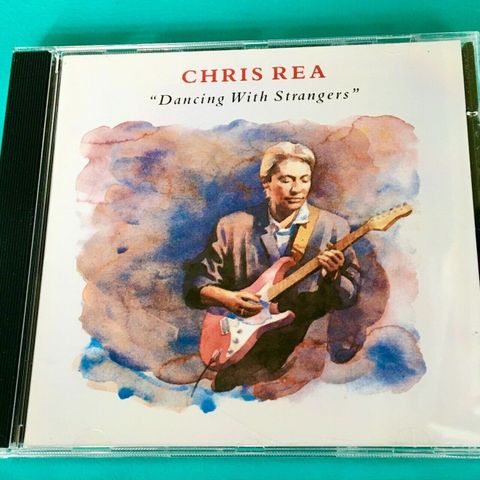 CHRIS REA
“Dancing With Strangers”